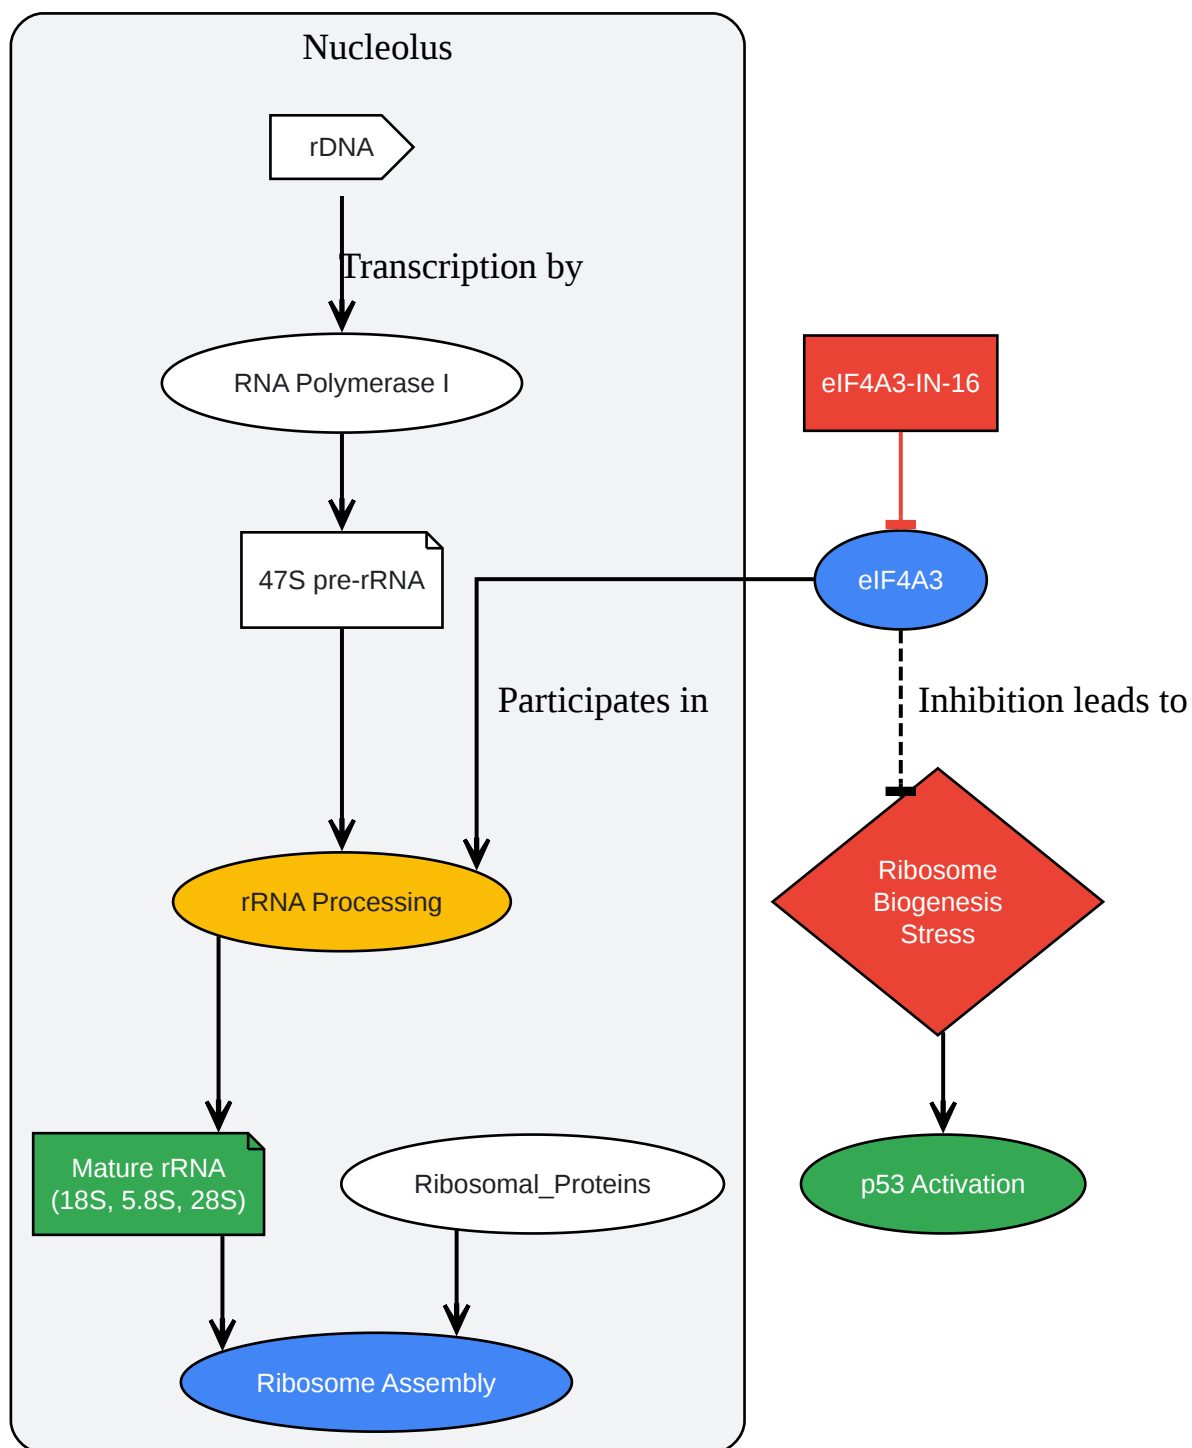 Nucleolus
rDNA
Transcription by
RNA Polymerase I
eIF4A3-IN-16
47S pre-rRNA
eIF4A3
Participates in
Inhibition leads to
rRNA Processing
Ribosome
Biogenesis
Stress
Mature rRNA
(18S, 5.8S, 28S)
Ribosomal_Proteins
p53 Activation
Ribosome Assembly